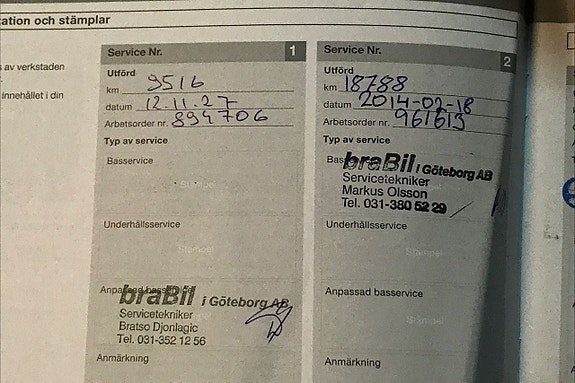 tation och stämplar
Service Nr. 1
av verkstaden
innehållet i din
Utförd
km 9516
datum 12.11.27
Arbetsorder nr. 894706
Typ av service
Basservice
Stämpel
Underhållsservice
Stämpel
Anpassad basservice
braBil i Göteborg AB
Servicetekniker
Bratso Djonlagic
Tel. 031-352 12 56
Anmärkning
Service Nr. 2
Utförd
km 18788
datum 2014-02-18
Arbetsorder nr. 961613
Typ av service
braBil i Göteborg AB
Servicetekniker
Markus Olsson
Tel. 031-380 52 29
Underhållsservice
Stämpel
Anpassad basservice
Stämpel
Anmärkning